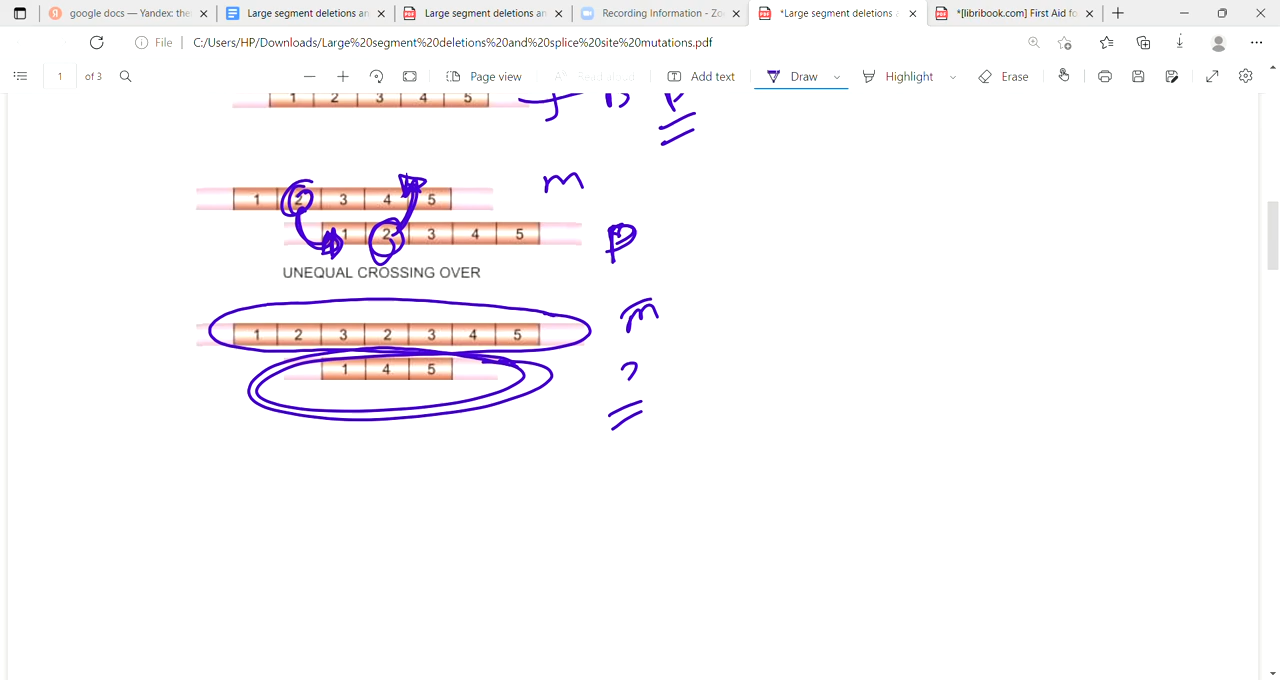 google docs — Yandex: the
Large segment deletions an
Large segment deletions an
Recording Information - Zo
*Large segment deletions a
*[libribook.com] First Aid fo
File
C:/Users/HP/Downloads/Large%20segment%20deletions%20and%20splice%20site%20mutations.pdf
1 of 3
Page view
Read aloud
Add text
Draw
Highlight
Erase
1 2 3 4 5
1 2 3 4 5 m
1 2 3 4 5 P
UNEQUAL CROSSING OVER
1 2 3 2 3 4 5 m
1 4 5 ?